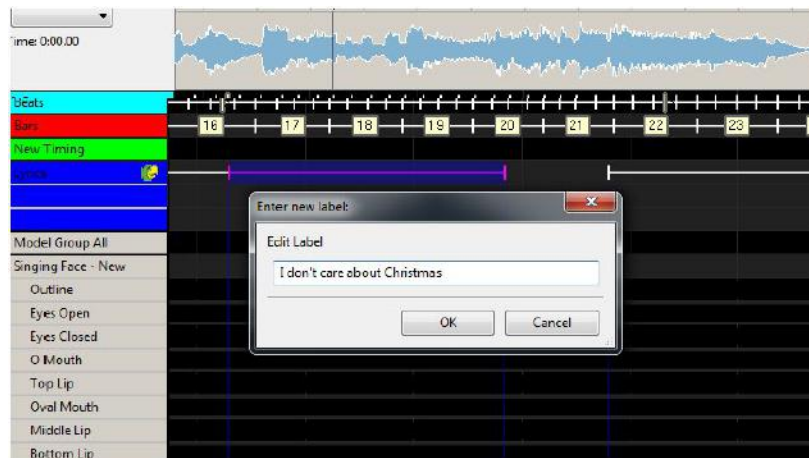 ime: 0:00.00
Beats
Bars
16 17 18 19 20 21 22 23
New Timing
Lyrics
Enter new label:
Edit Label
I don't care about Christmas
OK Cancel
Model Group All
Singing Face - New
Outline
Eyes Open
Eyes Closed
O Mouth
Top Lip
Oval Mouth
Middle Lip
Bottom Lip